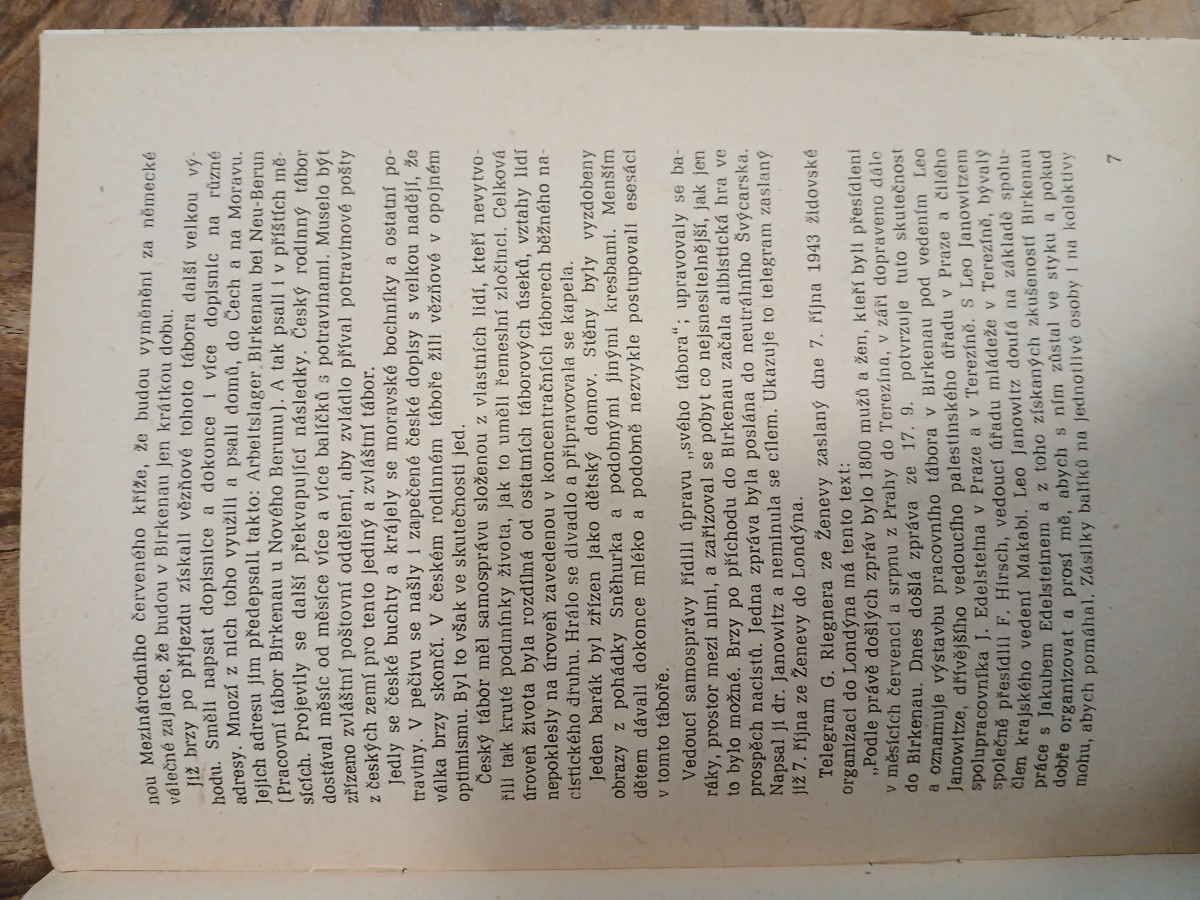 nou Mezinárodního červeného kříže, že budou vyměněni za německé
válečné zajatce, že budou v Birkenau jen krátkou dobu.
Již brzy po příjezdu získali vězňové tohoto tábora další velkou vý-
hodu. Směli napsat dopisnice a dokonce i více dopisnic na různé
adresy. Mnozí z nich toho využili a psali domů, do Čech a na Moravu.
Jejich adresu jim předepsali takto: Arbeitslager Birkenau bei Neu-Berun
(Pracovní tábor Birkenau u Nového Berunu). A tak psali i v příštích mě-
sících. Projevily se další překvapující následky. Český rodinný tábor
dostával měsíc od měsíce více a více balíčků s potravinami. Muselo být
zřízeno zvláštní poštovní oddělení, aby zvládlo příval potravinové pošty
z českých zemí pro tento jediný a zvláštní tábor.
Jedly se české buchty a krájely se moravské bochníky a ostatní po-
traviny. V pečivu se našly i zapečené české dopisy s velkou nadějí, že
válka brzy skončí. V českém rodinném táboře žili vězňové v opojném
optimismu. Byl to však ve skutečnosti jed.
Český tábor měl samosprávu složenou z vlastních lidí, kteří nevytvo-
řili tak kruté podmínky života, jak to uměli řemeslní zločinci. Celková
úroveň života byla rozdílná od ostatních táborových úseků, vztahy lidí
nepoklesly na úroveň zavedenou v koncentračních táborech běžného na-
cistického druhu. Hrálo se divadlo a připravovala se kapela.
Jeden barák byl zřízen jako dětský domov. Stěny byly vyzdobeny
obrazy z pohádky Sněhurka a podobnými jinými kresbami. Menším
dětem dávali dokonce mléko a podobně nezvykle postupovali esesáci
v tomto táboře.
Vedoucí samosprávy řídili úpravu „svého tábora“; upravovaly se ba-
ráky, prostor mezi nimi, a zařizoval se pobyt co nejsnesitelnější, jak jen
to bylo možné. Brzy po příchodu do Birkenau začala alibistická hra ve
prospěch nacistů. Jedna zpráva byla poslána do neutrálního Švýcarska.
Napsal ji dr. Janowitz a neminula se cílem. Ukazuje to telegram zaslaný
již 7. října ze Ženevy do Londýna.
Telegram G. Riegnera ze Ženevy zaslaný dne 7. října 1943 židovské
organizaci do Londýna má tento text:
„Podle právě došlých zpráv bylo 1800 mužů a žen, kteří byli přesídleni
v měsících červenci a srpnu z Prahy do Terezína, v září dopraveno dále
do Birkenau. Dnes došlá zpráva ze 17. 9. potvrzuje tuto skutečnost
a oznamuje výstavbu pracovního tábora v Birkenau pod vedením Leo
Janowitze, dřívějšího vedoucího palestinského úřadu v Praze a čilého
spolupracovníka J. Edelsteina v Praze a v Terezíně. S Leo Janowitzem
společně přesídlil F. Hirsch, vedoucí úřadu mládeže v Terezíně, bývalý
člen krajského vedení Makabi. Leo Janowitz doufá na základě spolu-
práce s Jakubem Edelsteinem a z toho získaných zkušeností Birkenau
dobře organizovat a prosí mě, abych s ním zůstal ve styku a pokud
mohu, abych pomáhal. Zásilky balíků na jednotlivé osoby i na kolektivy
7